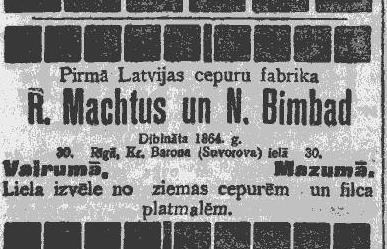 Pirmā Latvijas cepuru fabrika
R. Machtus un N. Bimbad
Dibināta 1864. g.
30. Rīgā, Kr. Barona (Suvorova) ielā 30.
Vairumā. Mazumā.
Liela izvēle no ziemas cepurēm un filca
platmalēm.